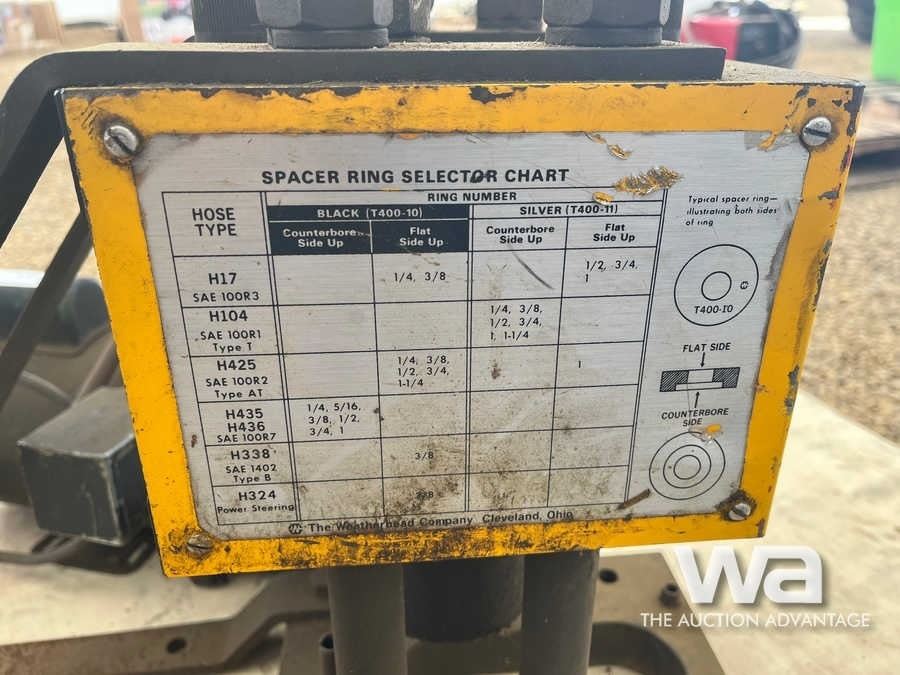 SPACER RING SELECTOR CHART
HOSE TYPE
RING NUMBER
BLACK (T400-10)
SILVER (T400-11)
Counterbore Side Up
Flat Side Up
Counterbore Side Up
Flat Side Up
H17
SAE 100R3
1/4, 3/8
1/2, 3/4,
1
H104
SAE 100R1
Type T
1/4, 3/8,
1/2, 3/4,
1, 1-1/4
H425
SAE 100R2
Type AT
1/4, 3/8,
1/2, 3/4,
1-1/4
1
H435
H436
SAE 100R7
1/4, 5/16,
3/8, 1/2,
3/4, 1
H338
SAE 1402
Type B
3/8
H324
Power Steering
3/8
The Weatherhead Company Cleveland, Ohio
Typical spacer ring—
illustrating both sides
of ring
T400-10
FLAT SIDE
COUNTERBORE
SIDE
wa
THE AUCTION ADVANTAGE